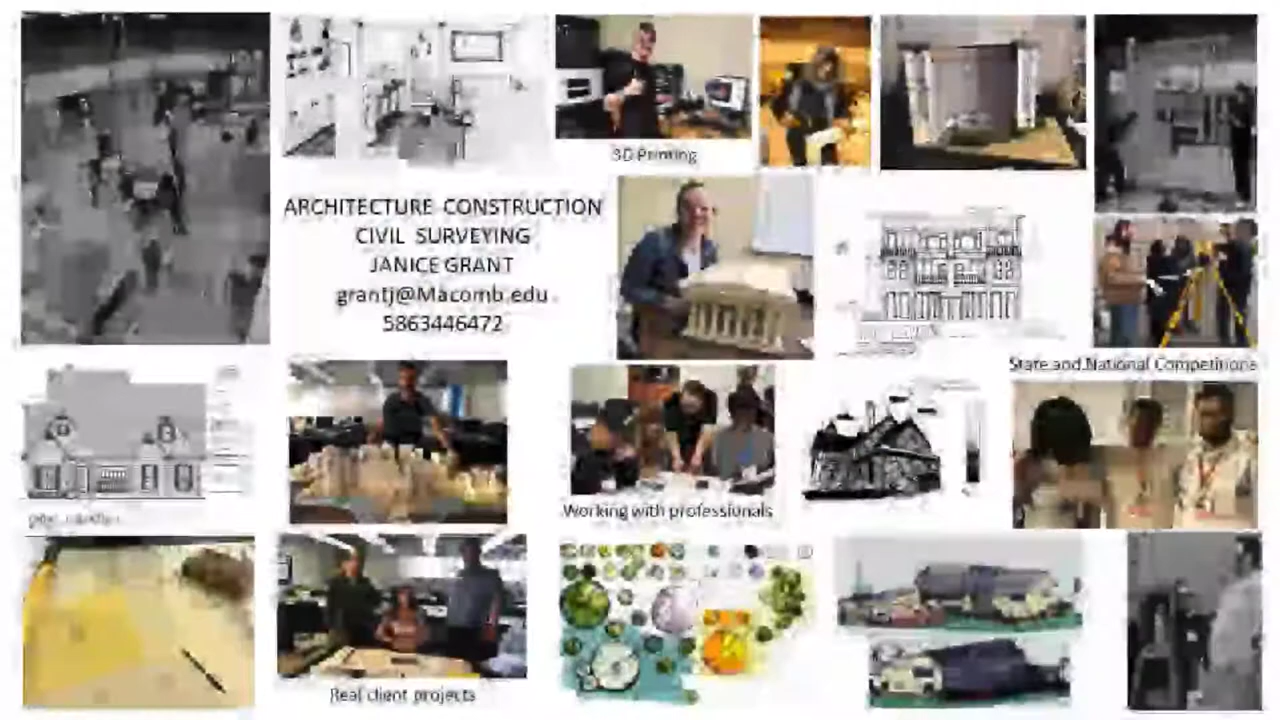 3D Printing
ARCHITECTURE CONSTRUCTION
CIVIL SURVEYING
JANICE GRANT
grantj@Macomb.edu
5863446472
State and National Competitions
Working with professionals
Real client projects